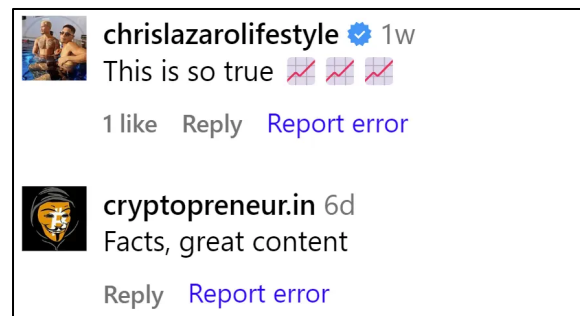 chrislazarolifestyle 1w
This is so true 📈 📈 📈
1 like Reply Report error
cryptopreneur.in 6d
Facts, great content
Reply Report error